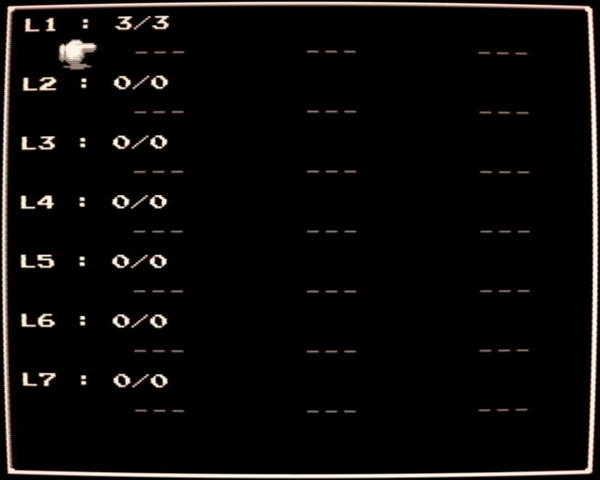 L1 : 3/3
--- --- ---
L2 : 0/0
--- --- ---
L3 : 0/0
--- --- ---
L4 : 0/0
--- --- ---
L5 : 0/0
--- --- ---
L6 : 0/0
--- --- ---
L7 : 0/0
--- --- ---